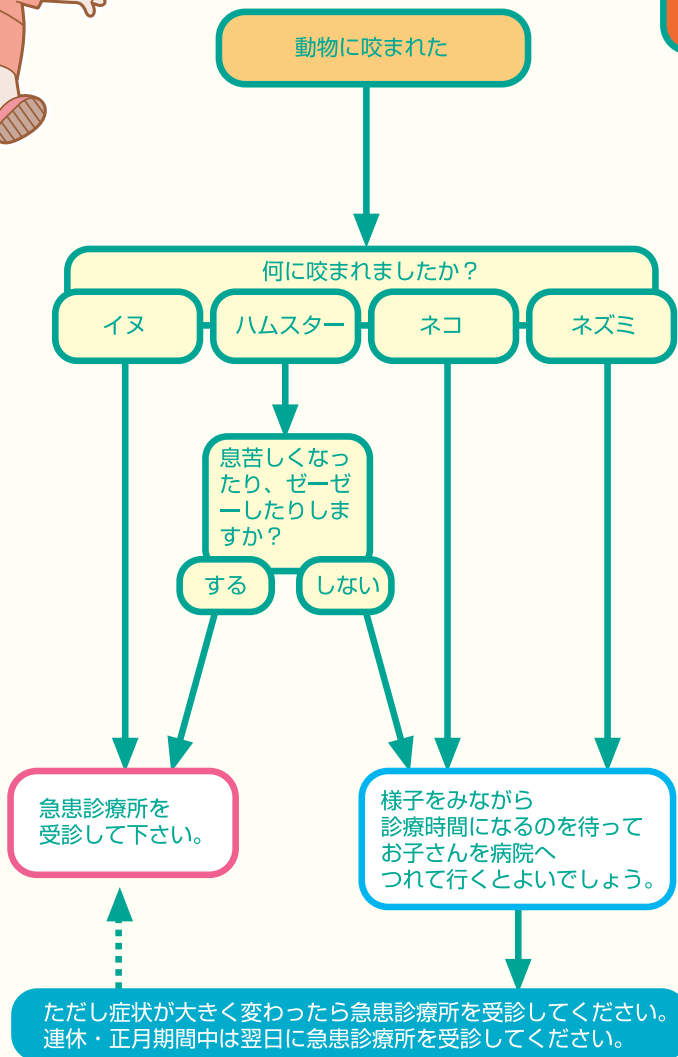 動物に咬まれた
何に咬まれましたか？
イヌ
ハムスター
ネコ
ネズミ
息苦しくなっ
たり、ゼーゼ
ーしたりしま
すか？
する
しない
急患診療所を
受診して下さい。
様子をみながら
診療時間になるのを待って
お子さんを病院へ
つれて行くとよいでしょう。
ただし症状が大きく変わったら急患診療所を受診してください。
連休・正月期間中は翌日に急患診療所を受診してください。